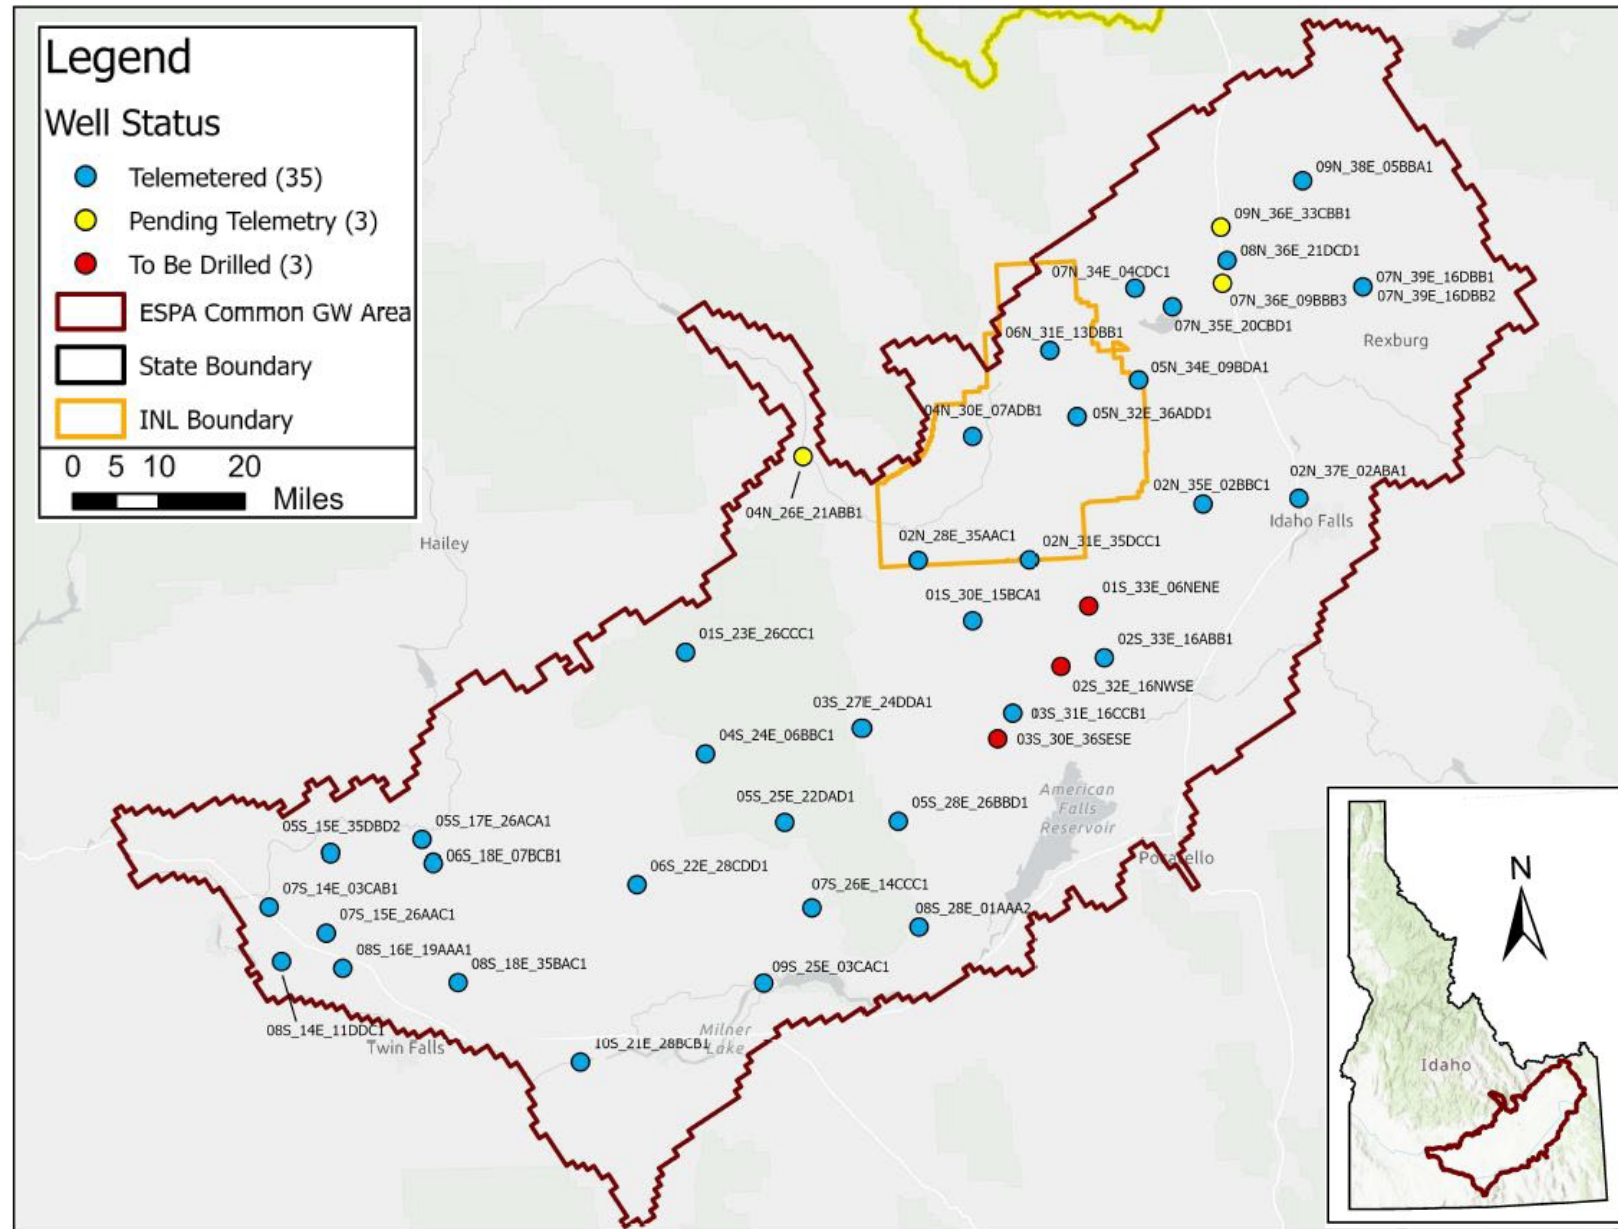 Legend
Well Status
Telemetered (35)
Pending Telemetry (3)
To Be Drilled (3)
ESPA Common GW Area
State Boundary
INL Boundary
0 5 10 20
Miles
09N_38E_05BBA1
09N_36E_33CBB1
08N_36E_21DCD1
07N_34E_04CDC1
07N_39E_16DBB1
07N_39E_16DBB2
07N_36E_09BBB3
07N_35E_20CBD1
06N_31E_13DBB1
Rexburg
05N_34E_09BDA1
04N_30E_07ADB1
05N_32E_36ADD1
02N_37E_02ABA1
02N_35E_02BBC1
04N_26E_21ABB1
Idaho Falls
Hailey
02N_28E_35AAC1
02N_31E_35DCC1
01S_33E_06NENE
01S_30E_15BCA1
01S_23E_26CCC1
02S_33E_16ABB1
02S_32E_16NWSE
03S_27E_24DDA1
03S_31E_16CCB1
03S_30E_36SESE
04S_24E_06BBC1
American
Falls
Reservoir
05S_25E_22DAD1
05S_28E_26BBD1
05S_15E_35DBD2
05S_17E_26ACA1
06S_18E_07BCB1
Pocatello
06S_22E_28CDD1
07S_26E_14CCC1
07S_14E_03CAB1
07S_15E_26AAC1
08S_28E_01AAA2
08S_16E_19AAA1
08S_18E_35BAC1
09S_25E_03CAC1
08S_14E_11DDC1
Twin Falls
10S_21E_28BCB1
Milner
Lake
N
Idaho